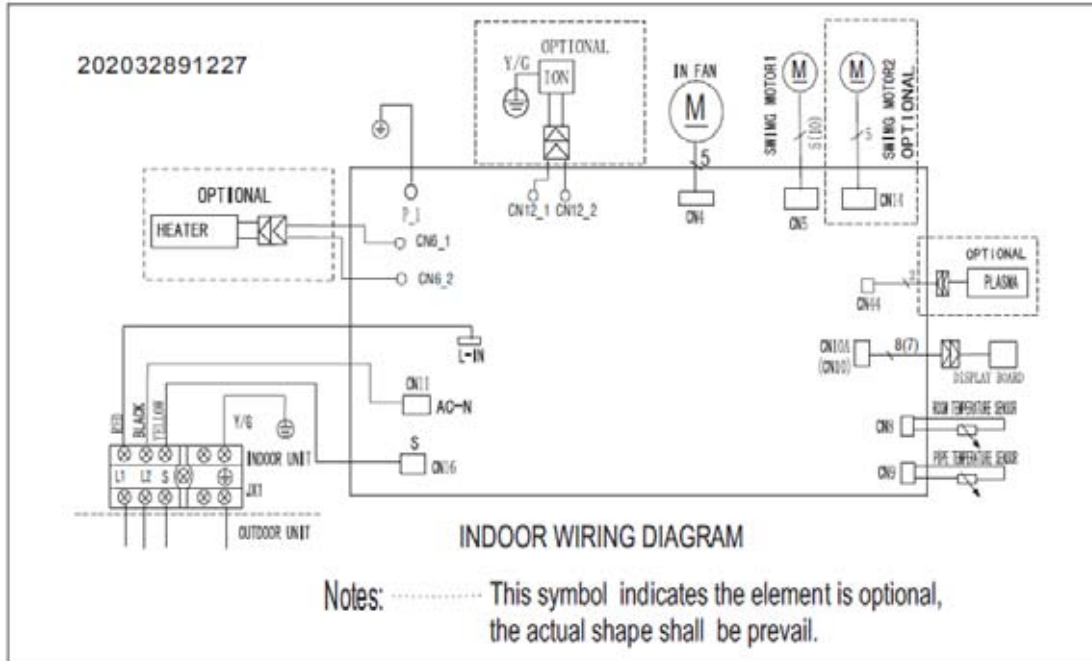 202032891227
OPTIONAL
Y/G
ION
IN FAN
M
5
CN4
SWING MOTOR1
M
5(10)
CN5
SWING MOTOR2
OPTIONAL
M
5
CN14
P_1
CN12_1 CN12_2
OPTIONAL
HEATER
CN6_1
CN6_2
OPTIONAL
PLASMA
CN44
CN10A
(CN10)
8(7)
DISPLAY BOARD
L-IN
CN11
AC-N
S
CN16
ROOM TEMPERATURE SENSOR
CN8
PIPE TEMPERATURE SENSOR
CN9
RED
BLACK
YELLOW
Y/G
INDOOR UNIT
L1 L2 S
JX1
OUTDOOR UNIT
INDOOR WIRING DIAGRAM
Notes: This symbol indicates the element is optional,
the actual shape shall be prevail.